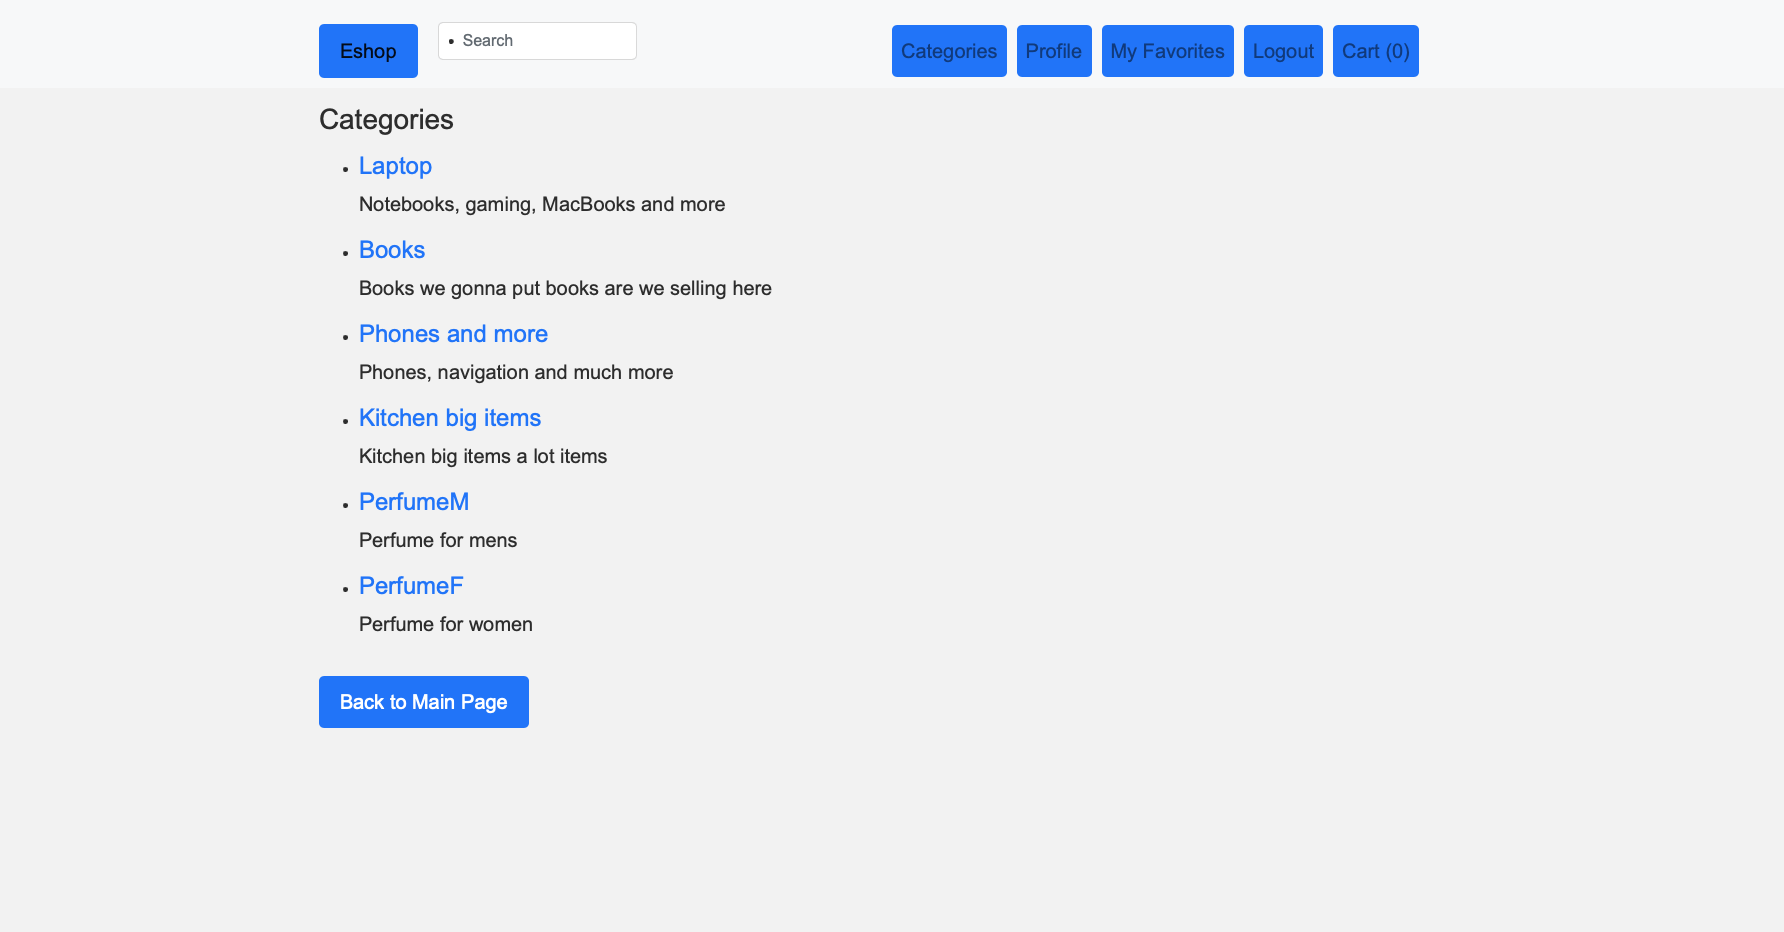 Eshop
Search
Categories
Profile
My Favorites
Logout
Cart (0)
Categories
Laptop
Notebooks, gaming, MacBooks and more
Books
Books we gonna put books are we selling here
Phones and more
Phones, navigation and much more
Kitchen big items
Kitchen big items a lot items
PerfumeM
Perfume for mens
PerfumeF
Perfume for women
Back to Main Page